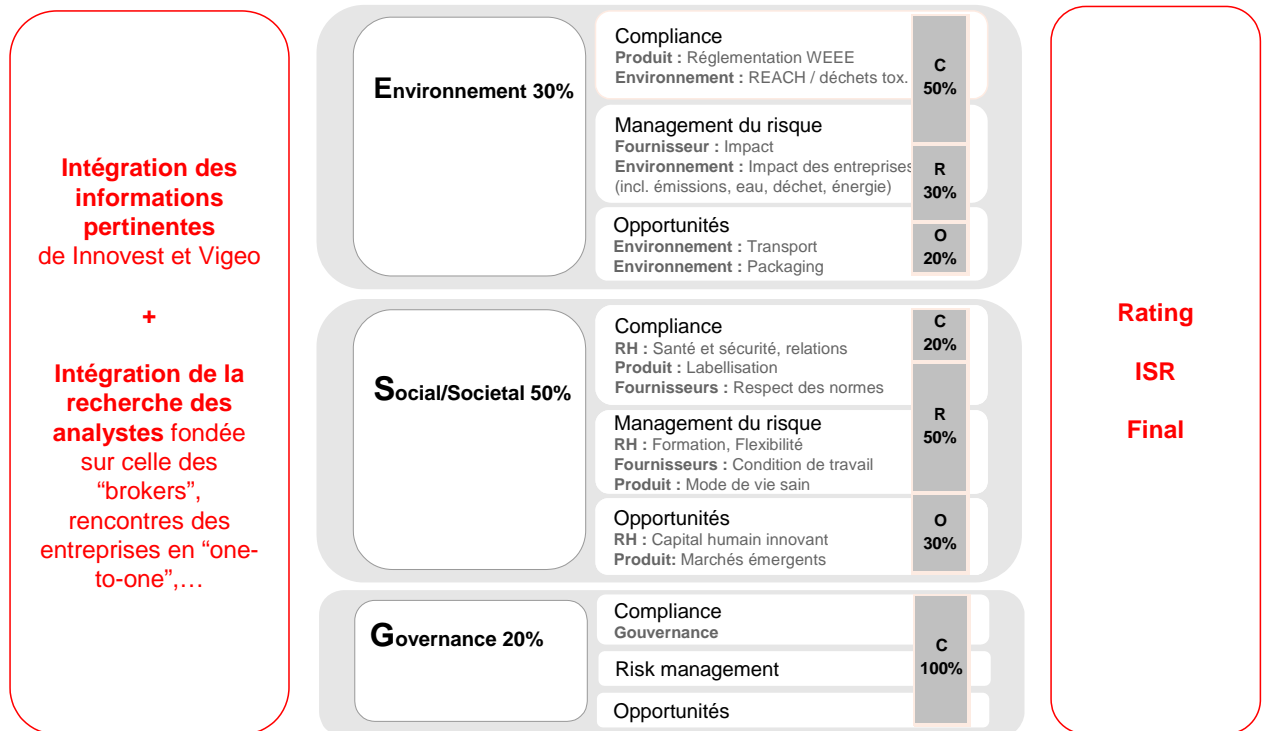 Intégration des
informations
pertinentes
de Innovest et Vigeo
+
Intégration de la
recherche des
analystes fondée
sur celle des
“brokers”,
rencontres des
entreprises en “one-
to-one”,…
Environnement 30%
Compliance
Produit : Réglementation WEEE
Environnement : REACH / déchets tox.
Management du risque
Fournisseur : Impact
Environnement : Impact des entreprises
(incl. émissions, eau, déchet, énergie)
Opportunités
Environnement : Transport
Environnement : Packaging
C
50%
R
30%
O
20%
Social/Societal 50%
Compliance
RH : Santé et sécurité, relations
Produit : Labellisation
Fournisseurs : Respect des normes
Management du risque
RH : Formation, Flexibilité
Fournisseurs : Condition de travail
Produit : Mode de vie sain
Opportunités
RH : Capital humain innovant
Produit: Marchés émergents
C
20%
R
50%
O
30%
Governance 20%
Compliance
Gouvernance
Risk management
Opportunités
C
100%
Rating
ISR
Final